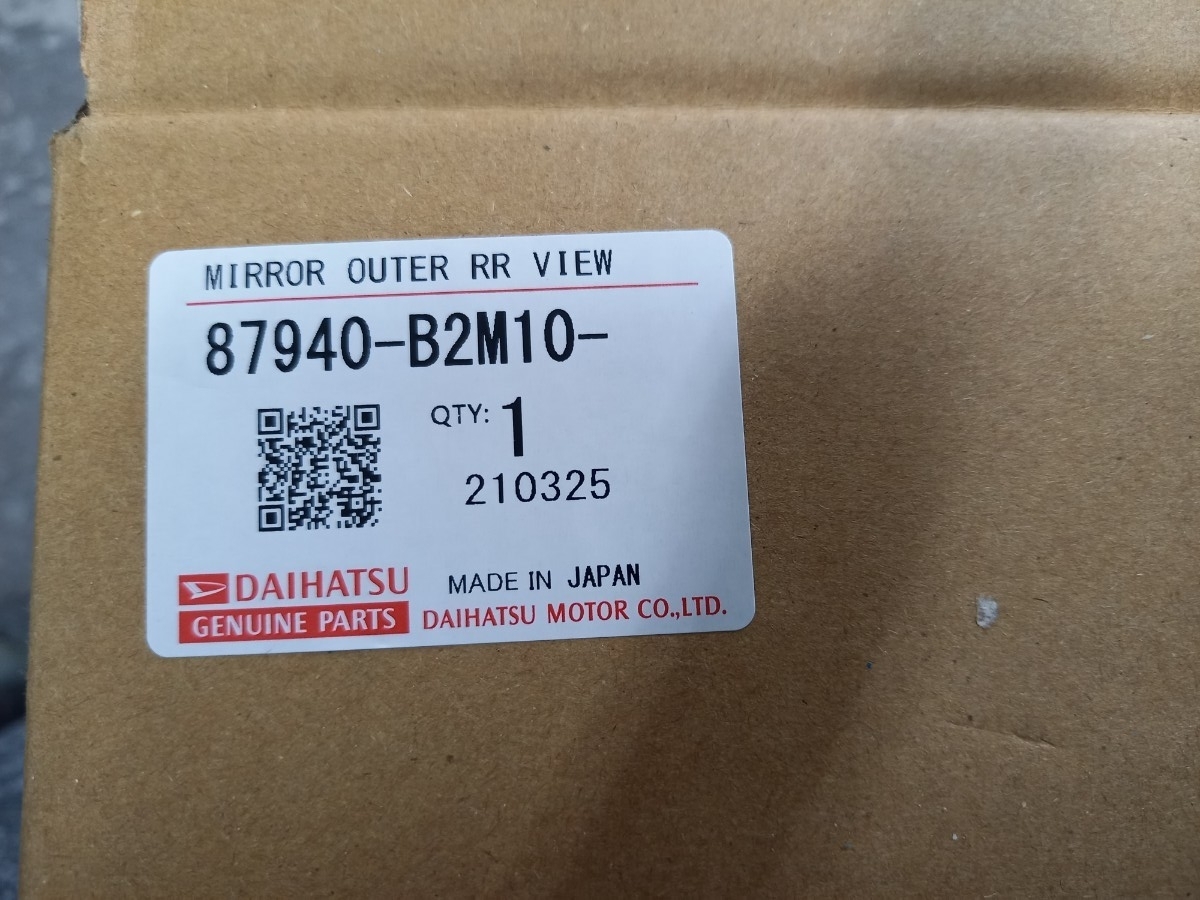 MIRROR OUTER RR VIEW
87940-B2M10-
QTY: 1
210325
DAIHATSU
GENUINE PARTS
MADE IN JAPAN
DAIHATSU MOTOR CO.,LTD.